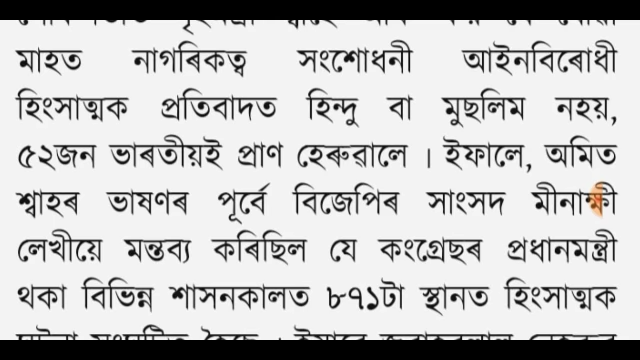 মাহত নাগৰিকত্ব সংশোধনী আইনবিৰোধী
হিংসাত্মক প্ৰতিবাদত হিন্দু বা মুছলিম নহয়,
৫২জন ভাৰতীয়ই প্ৰাণ হেৰুৱালে । ইফালে, অমিত
শ্বাহৰ ভাষণৰ পূৰ্বে বিজেপিৰ সাংসদ মীনাক্ষী
লেখীয়ে মন্তব্য কৰিছিল যে কংগ্ৰেছৰ প্ৰধানমন্ত্ৰী
থকা বিভিন্ন শাসনকালত ৮৭১টা স্থানত হিংসাত্মক